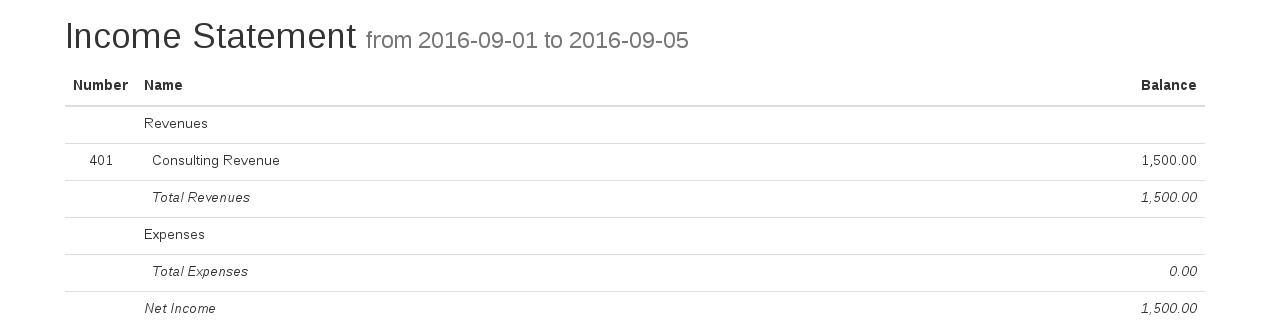 Income Statement from 2016-09-01 to 2016-09-05
Number Name Balance
Revenues
401 Consulting Revenue 1,500.00
Total Revenues 1,500.00
Expenses
Total Expenses 0.00
Net Income 1,500.00